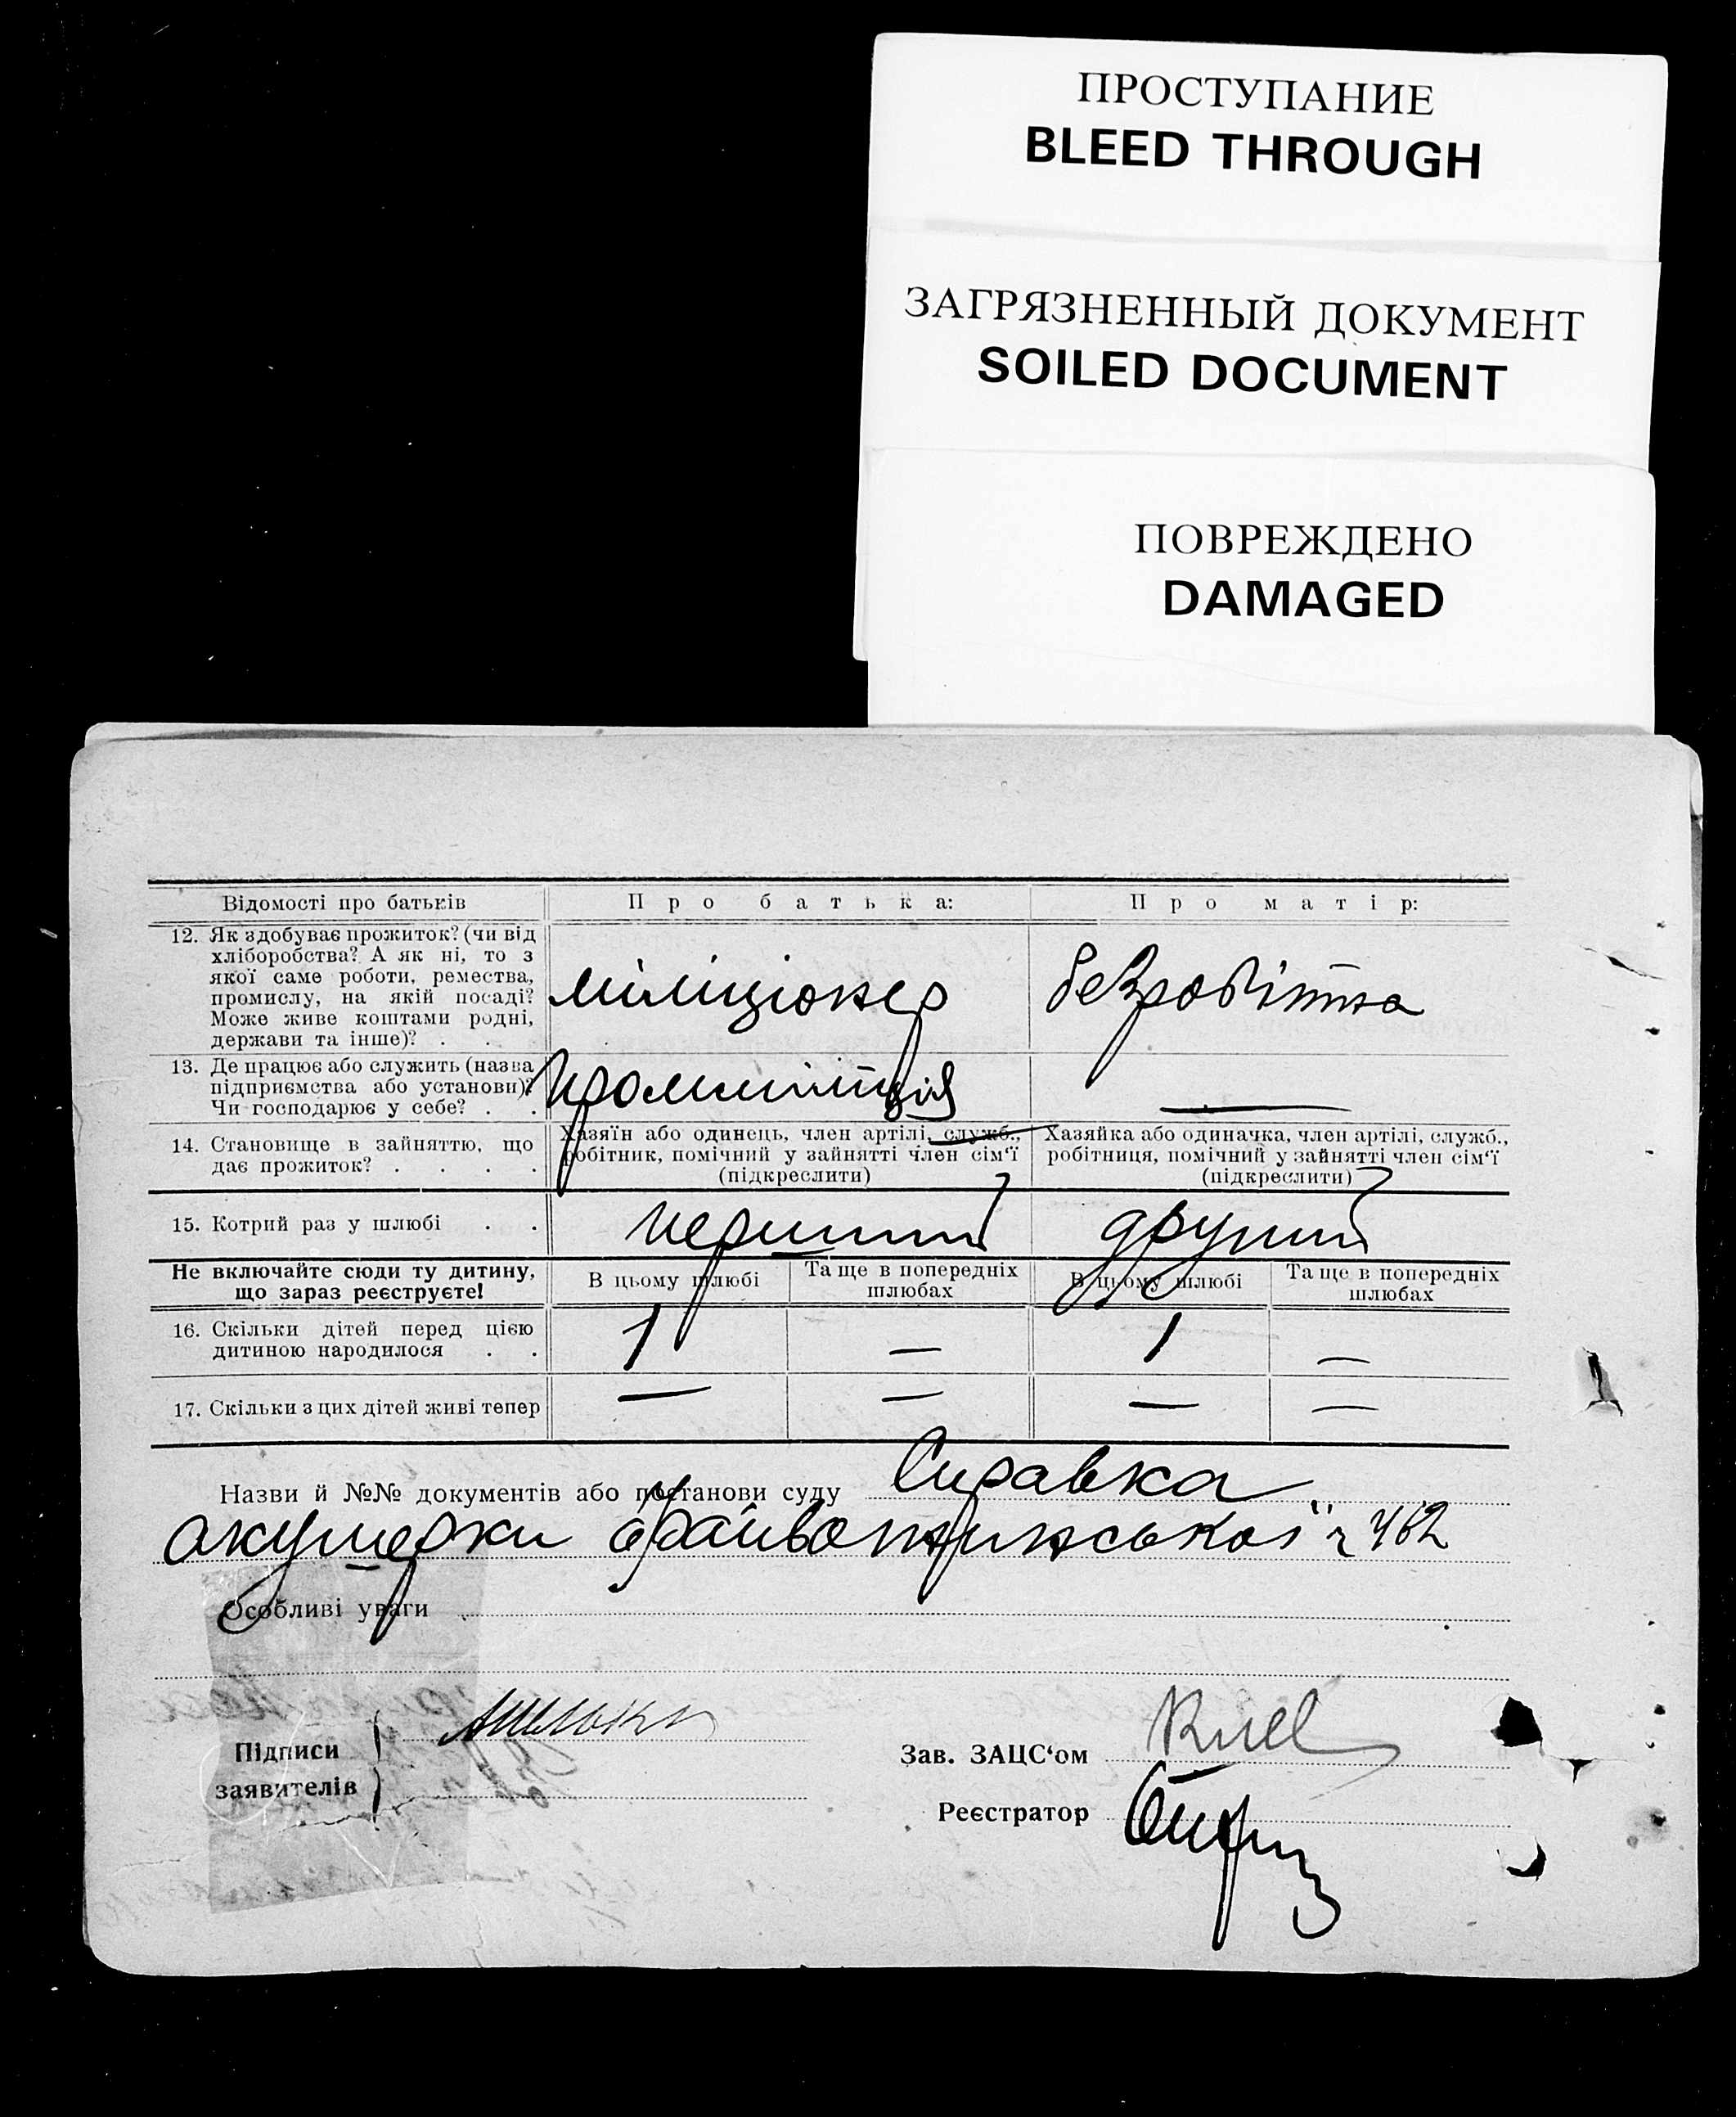 ПРОСТУПАНИЕ
BLEED THROUGH
ЗАГРЯЗНЕННЫЙ ДОКУМЕНТ
SOILED DOCUMENT
ПОВРЕЖДЕНО
DAMAGED
Відомості про батьків
Про батька:
Про матір:
12. Як здобуває прожиток? (чи від
хліборобства? А як ні, то з
якої саме роботи, ремества,
промислу, на якій посаді?
Може живе коштами родні,
держави та інше)? . .
міліціонер
безробітна
13. Де працює або служить (назва
підприємства або установи)?
Чи господарює у себе? . .
промміліція
—
14. Становище в зайняттю, що
дає прожиток? . . . .
Хазяїн або одинець, член артілі, служб.,
робітник, помічний у зайнятті член сім‘ї
(підкреслити)
Хазяйка або одиначка, член артілі, служб.,
робітниця, помічний у зайнятті член сім‘ї
(підкреслити)
15. Котрий раз у шлюбі . .
перший
другий
Не включайте сюди ту дитину,
що зараз реєструєте!
В цьому шлюбі
Та ще в попередніх
шлюбах
В цьому шлюбі
Та ще в попередніх
шлюбах
16. Скільки дітей перед цією
дитиною народилося . .
1 — 1 —
17. Скільки з цих дітей живі тепер
— — — —
Назви й №№ документів або постанови суду Справка
акушерки 462
Особливі уваги
Підписи
заявителів
Зав. ЗАЦС‘ом
Реєстратор